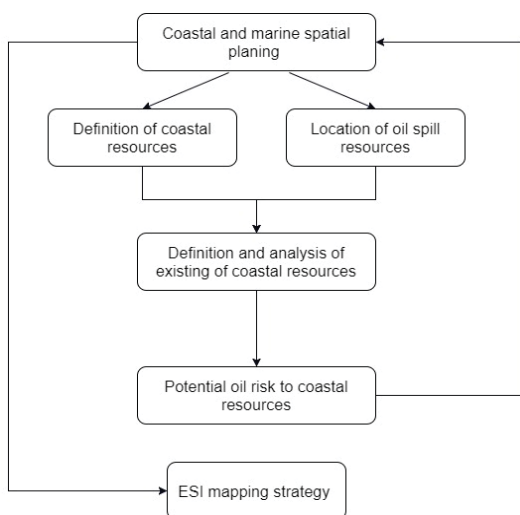 Coastal and marine spatial
planing
Definition of coastal
resources
Location of oil spill
resources
Definition and analysis of
existing of coastal resources
Potential oil risk to coastal
resources
ESI mapping strategy